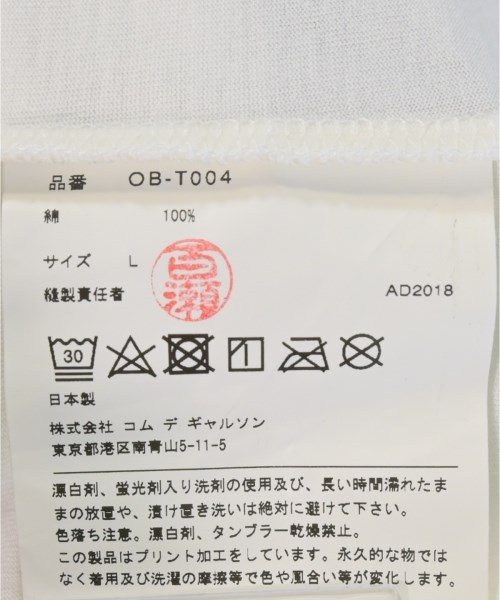 品番 OB-T004
綿 100%
サイズ L
百瀬
縫製責任者 AD2018
30
日本製
株式会社 コム デ ギャルソン
東京都港区南青山5-11-5
漂白剤、蛍光剤入り洗剤の使用及び、長い時間濡れたま
まの放置や、漬け置き洗いは絶対に避けて下さい。
色落ち注意。漂白剤、タンブラー乾燥禁止。
この製品はプリント加工をしています。永久的な物では
なく着用及び洗濯の摩擦等で色や風合い等が変化します。